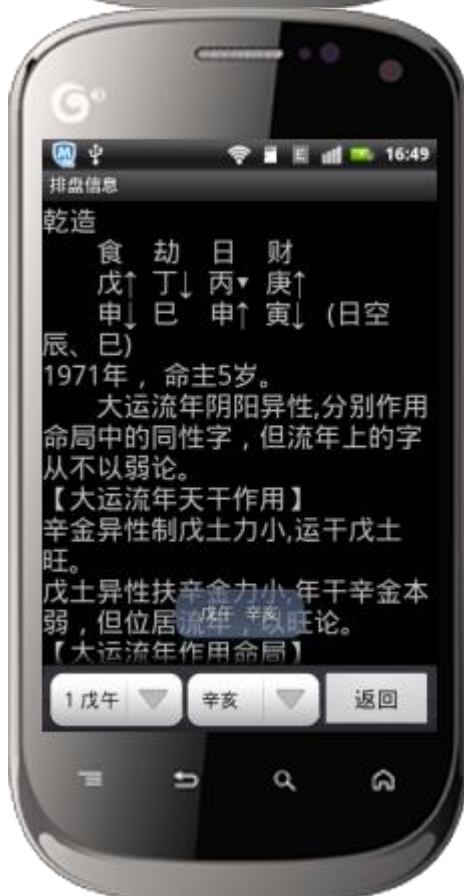 16:49
排盘信息
乾造
食 劫 日 财
戊↑ 丁↓ 丙▾ 庚↑
申↓ 巳 申↑ 寅↓ (日空
辰、巳)
1971年，命主5岁。
大运流年阴阳异性,分别作用
命局中的同性字，但流年上的字
从不以弱论。
【大运流年天干作用】
辛金异性制戊土力小,运干戊土
旺。
戊土异性扶辛金力小,年干辛金本
弱，但位居流年，以旺论。
戊午 辛亥
【大运流年作用命局】
1 戊午
辛亥
返回